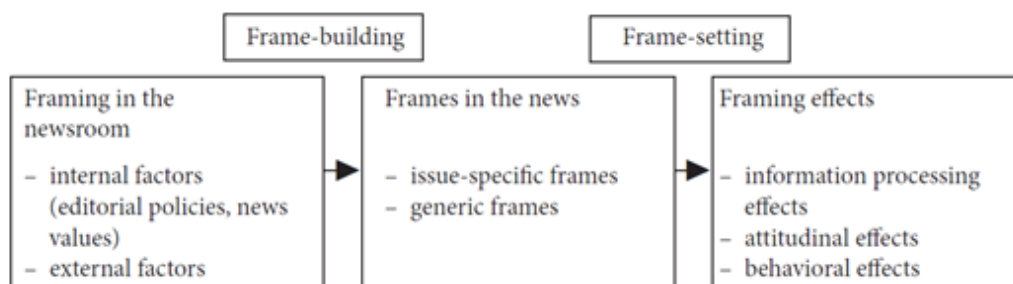 Frame-building
Frame-setting
Framing in the
newsroom
– internal factors
(editorial policies, news
values)
– external factors
Frames in the news
– issue-specific frames
– generic frames
Framing effects
– information processing
effects
– attitudinal effects
– behavioral effects